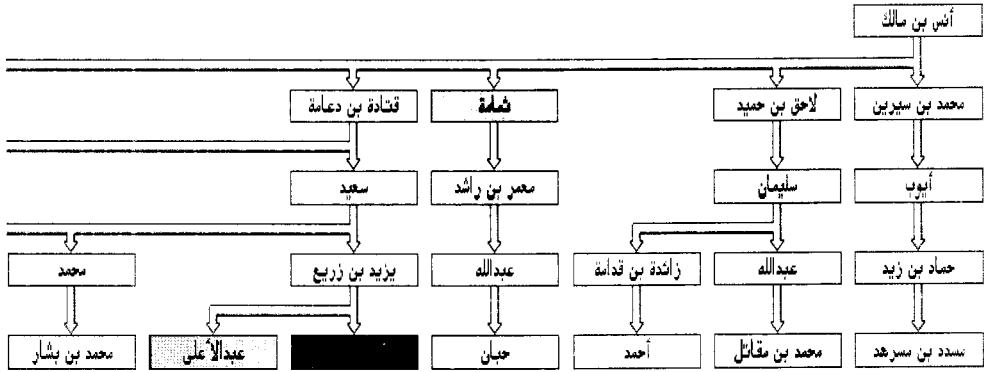 أنس بن مالك
محمد بن سيرين
لاحق بن حميد
ثمامة
قتادة بن دعامة
أيوب
سليمان
معمر بن راشد
سعيد
حماد بن زيد
عبدالله
زائدة بن قدامة
عبدالله
يزيد بن زريع
محمد
مسدد بن مسرهد
محمد بن مقاتل
أحمد
حبان
عبدالأعلى
محمد بن بشار